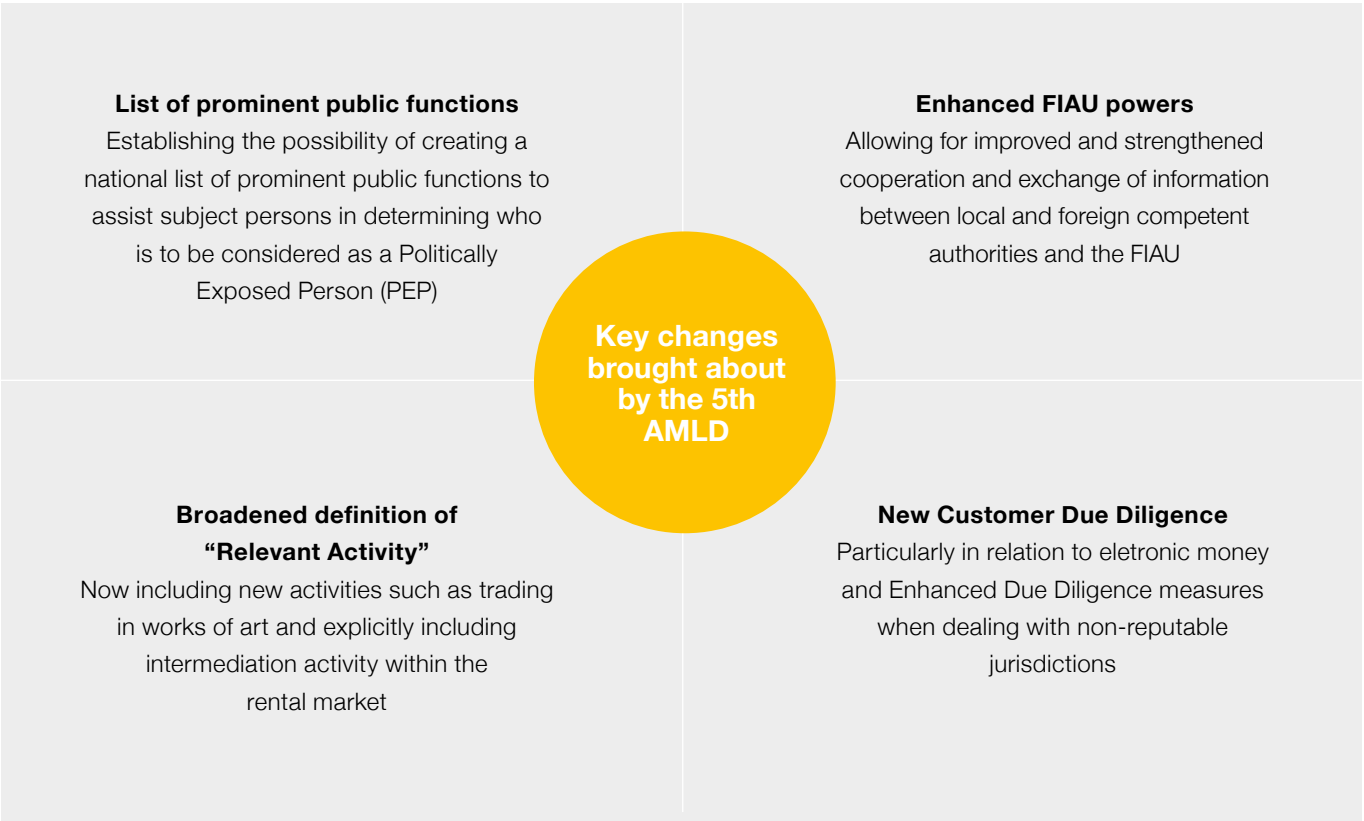 List of prominent public functions
Establishing the possibility of creating a
national list of prominent public functions to
assist subject persons in determining who
is to be considered as a Politically
Exposed Person (PEP)
Enhanced FIAU powers
Allowing for improved and strengthened
cooperation and exchange of information
between local and foreign competent
authorities and the FIAU
Key changes
brought about
by the 5th
AMLD
Broadened definition of
“Relevant Activity”
Now including new activities such as trading
in works of art and explicitly including
intermediation activity within the
rental market
New Customer Due Diligence
Particularly in relation to eletronic money
and Enhanced Due Diligence measures
when dealing with non-reputable
jurisdictions